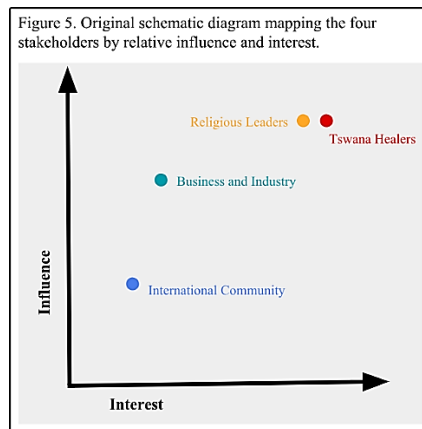 Figure 5. Original schematic diagram mapping the four
stakeholders by relative influence and interest.
Religious Leaders
Tswana Healers
Business and Industry
International Community
Influence
Interest